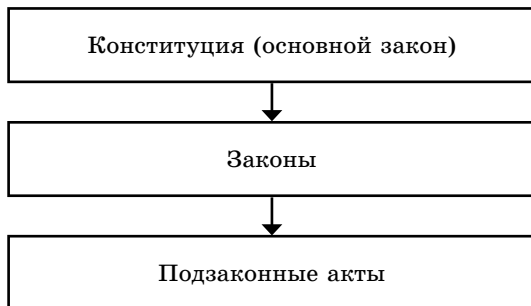 Конституция (основной закон)
Законы
Подзаконные акты